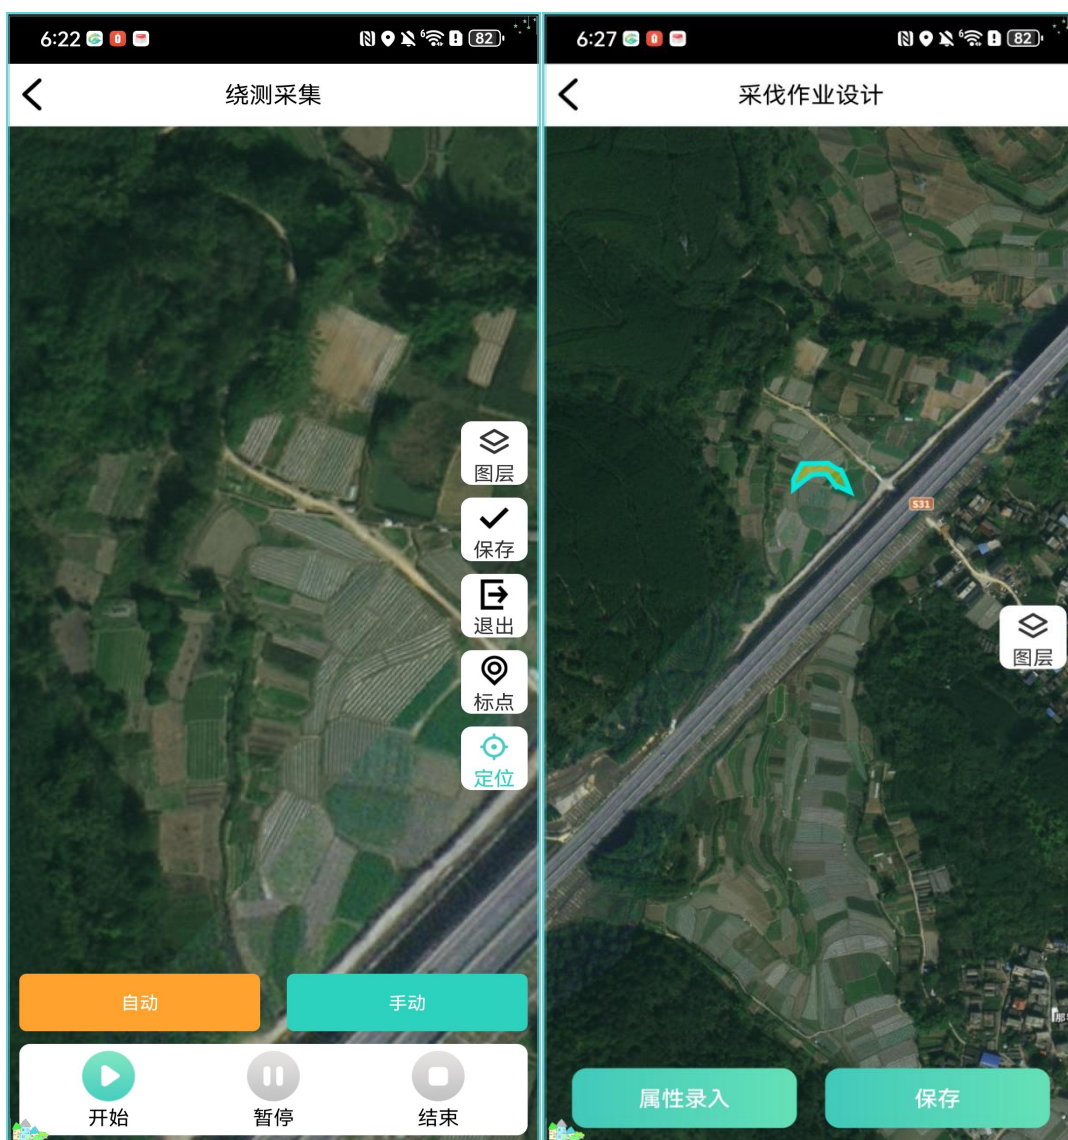 6:22
82
绕测采集
图层
保存
退出
标点
定位
自动
手动
开始
暂停
结束
6:27
82
采伐作业设计
S31
图层
属性录入
保存